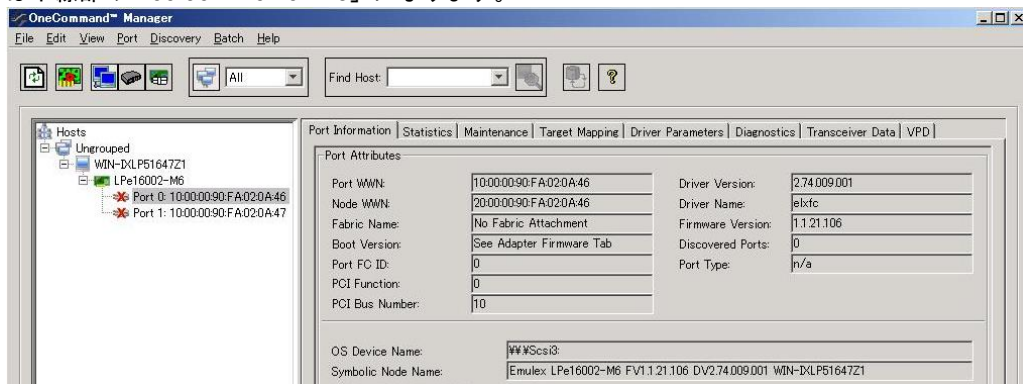 OneCommand™ Manager
File Edit View Port Discovery Batch Help
All
Find Host:
Hosts
Ungrouped
WIN-IXLP51647Z1
LPe16002-M6
Port 0: 10:00:00:90:FA:02:0A:46
Port 1: 10:00:00:90:FA:02:0A:47
Port Information Statistics Maintenance Target Mapping Driver Parameters Diagnostics Transceiver Data VPD
Port Attributes
Port WWN: 10:00:00:90:FA:02:0A:46 Driver Version: 2.74.009.001
Node WWN: 20:00:00:90:FA:02:0A:46 Driver Name: elxfc
Fabric Name: No Fabric Attachment Firmware Version: 1.1.21.106
Boot Version: See Adapter Firmware Tab Discovered Ports: 0
Port FC ID: 0 Port Type: n/a
PCI Function: 0
PCI Bus Number: 10
OS Device Name: ¥¥.¥Scsi3:
Symbolic Node Name: Emulex LPe16002-M6 FV1.1.21.106 DV2.74.009.001 WIN-IXLP51647Z1